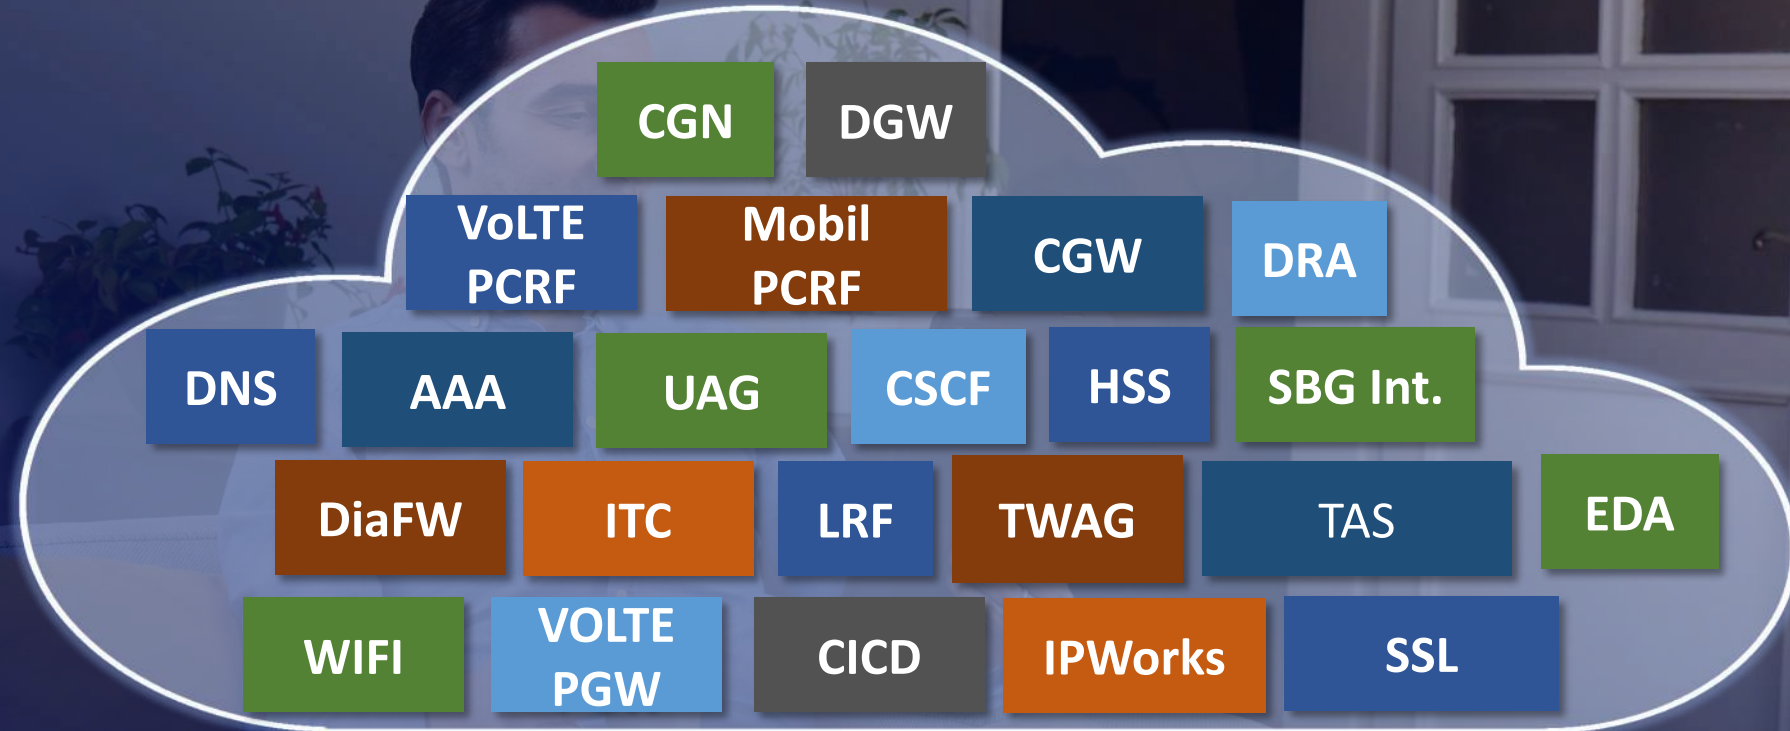 CGN
DGW
VoLTE
PCRF
Mobil
PCRF
CGW
DRA
DNS
AAA
UAG
CSCF
HSS
SBG Int.
DiaFW
ITC
LRF
TWAG
TAS
EDA
WIFI
VOLTE
PGW
CICD
IPWorks
SSL